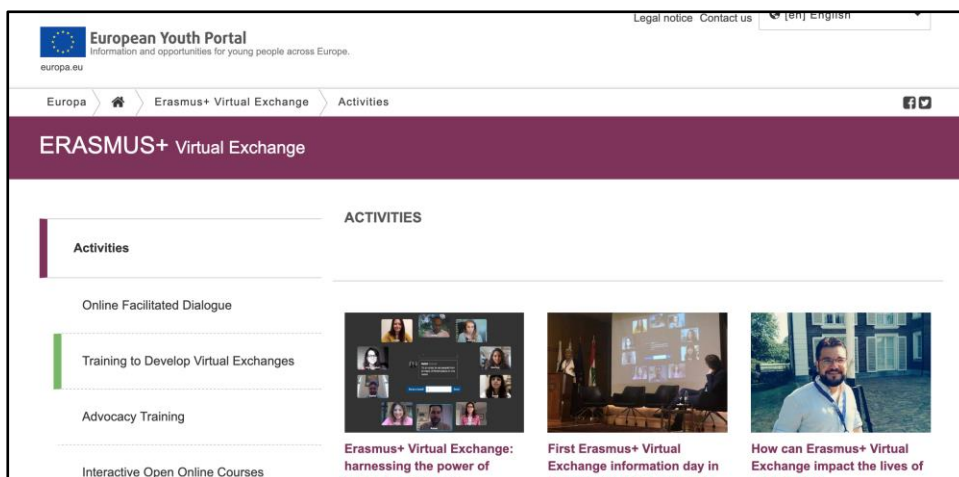 Legal notice Contact us
[en] English
European Youth Portal
Information and opportunities for young people across Europe.
europa.eu
Europa
Erasmus+ Virtual Exchange
Activities
ERASMUS+ Virtual Exchange
Activities
Online Facilitated Dialogue
Training to Develop Virtual Exchanges
Advocacy Training
Interactive Open Online Courses
ACTIVITIES
Erasmus+ Virtual Exchange:
harnessing the power of
First Erasmus+ Virtual
Exchange information day in
How can Erasmus+ Virtual
Exchange impact the lives of